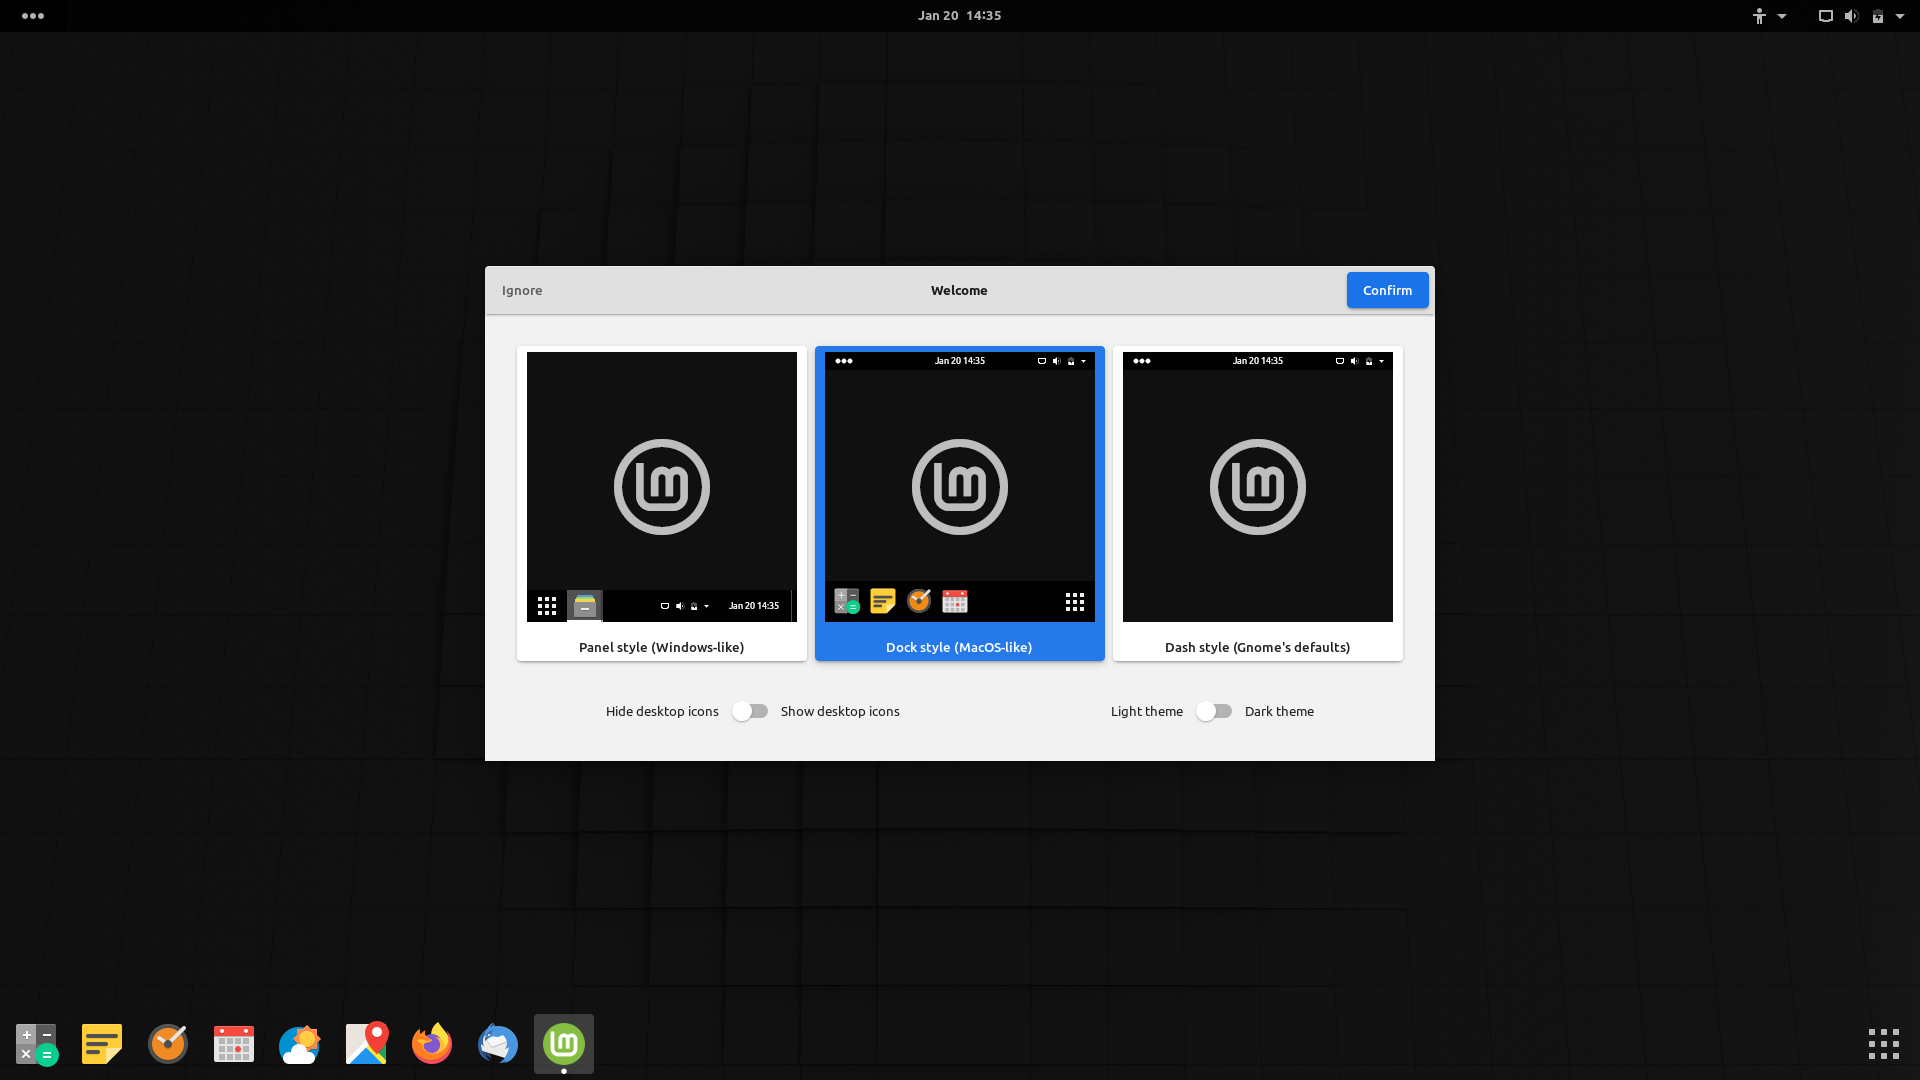 Jan 20 14:35
Ignore
Welcome
Confirm
Jan 20 14:35
Panel style (Windows-like)
Jan 20 14:35
Dock style (MacOS-like)
Jan 20 14:35
Dash style (Gnome's defaults)
Hide desktop icons
Show desktop icons
Light theme
Dark theme